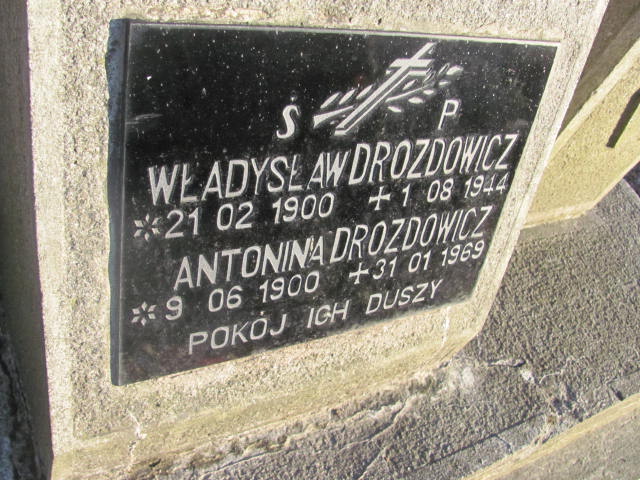 Ś P
WŁADYSŁAW DROZDOWICZ
* 21 02 1900 + 1 08 1944
ANTONINA DROZDOWICZ
* 9 06 1900 + 31 01 1969
POKÓJ ICH DUSZY